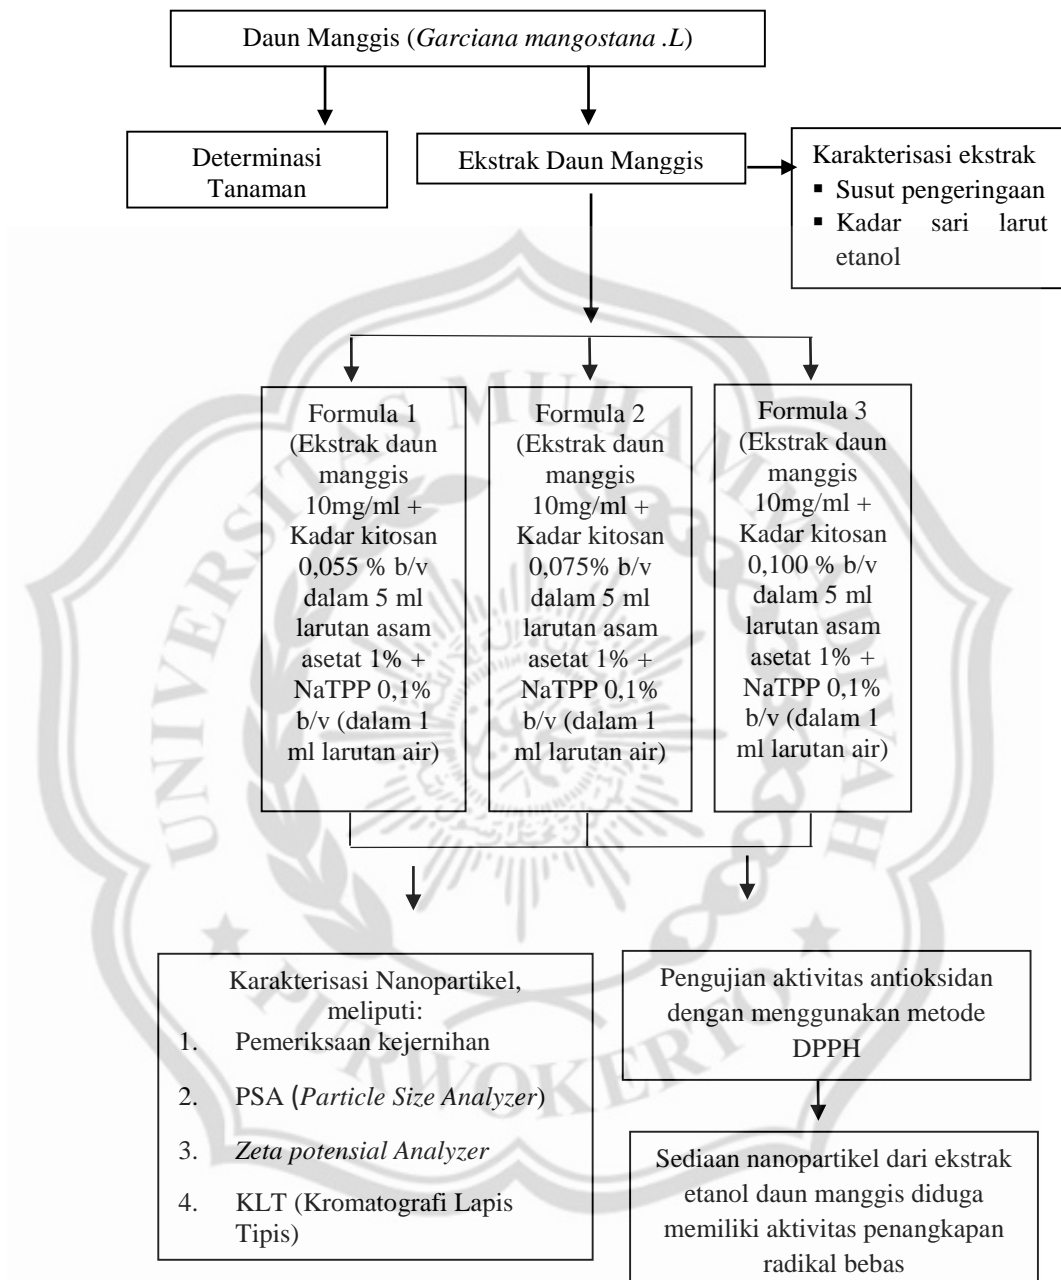 Daun Manggis (Garciana mangostana .L)
Determinasi
Tanaman
Ekstrak Daun Manggis
Karakterisasi ekstrak
▪ Susut pengeringaan
▪ Kadar sari larut
etanol
Formula 1
(Ekstrak daun
manggis
10mg/ml +
Kadar kitosan
0,055 % b/v
dalam 5 ml
larutan asam
asetat 1% +
NaTPP 0,1%
b/v (dalam 1
ml larutan air)
Formula 2
(Ekstrak daun
manggis
10mg/ml +
Kadar kitosan
0,075% b/v
dalam 5 ml
larutan asam
asetat 1% +
NaTPP 0,1%
b/v (dalam 1
ml larutan air)
Formula 3
(Ekstrak daun
manggis
10mg/ml +
Kadar kitosan
0,100 % b/v
dalam 5 ml
larutan asam
asetat 1% +
NaTPP 0,1%
b/v (dalam 1
ml larutan air)
Karakterisasi Nanopartikel,
meliputi:
1. Pemeriksaan kejernihan
2. PSA (Particle Size Analyzer)
3. Zeta potensial Analyzer
4. KLT (Kromatografi Lapis
Tipis)
Pengujian aktivitas antioksidan
dengan menggunakan metode
DPPH
Sediaan nanopartikel dari ekstrak
etanol daun manggis diduga
memiliki aktivitas penangkapan
radikal bebas
UNIVERSITAS MUHAMMADIYAH
PURWOKERTO